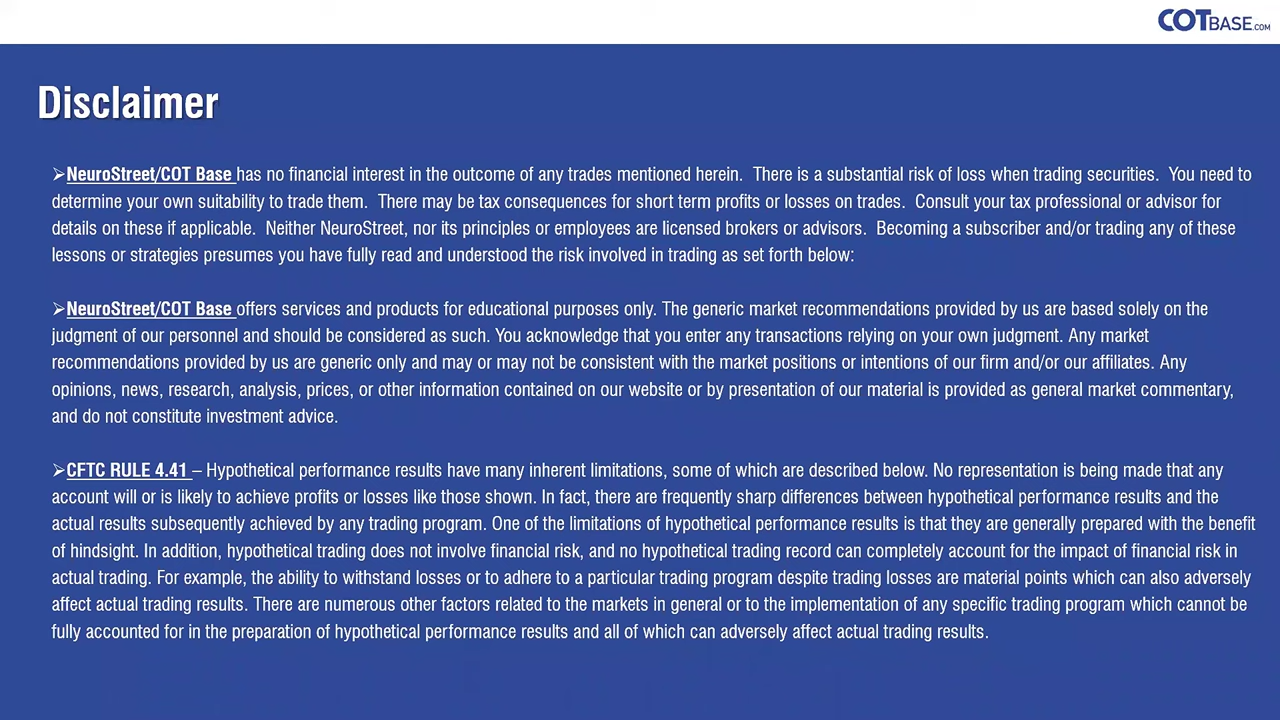 COTBASE.COM
Disclaimer
➢NeuroStreet/COT Base has no financial interest in the outcome of any trades mentioned herein.  There is a substantial risk of loss when trading securities.  You need to
determine your own suitability to trade them.  There may be tax consequences for short term profits or losses on trades.  Consult your tax professional or advisor for
details on these if applicable.  Neither NeuroStreet, nor its principles or employees are licensed brokers or advisors.  Becoming a subscriber and/or trading any of these
lessons or strategies presumes you have fully read and understood the risk involved in trading as set forth below:
➢NeuroStreet/COT Base offers services and products for educational purposes only. The generic market recommendations provided by us are based solely on the
judgment of our personnel and should be considered as such. You acknowledge that you enter any transactions relying on your own judgment. Any market
recommendations provided by us are generic only and may or may not be consistent with the market positions or intentions of our firm and/or our affiliates. Any
opinions, news, research, analysis, prices, or other information contained on our website or by presentation of our material is provided as general market commentary,
and do not constitute investment advice.
➢CFTC RULE 4.41 – Hypothetical performance results have many inherent limitations, some of which are described below. No representation is being made that any
account will or is likely to achieve profits or losses like those shown. In fact, there are frequently sharp differences between hypothetical performance results and the
actual results subsequently achieved by any trading program. One of the limitations of hypothetical performance results is that they are generally prepared with the benefit
of hindsight. In addition, hypothetical trading does not involve financial risk, and no hypothetical trading record can completely account for the impact of financial risk in
actual trading. For example, the ability to withstand losses or to adhere to a particular trading program despite trading losses are material points which can also adversely
affect actual trading results. There are numerous other factors related to the markets in general or to the implementation of any specific trading program which cannot be
fully accounted for in the preparation of hypothetical performance results and all of which can adversely affect actual trading results.